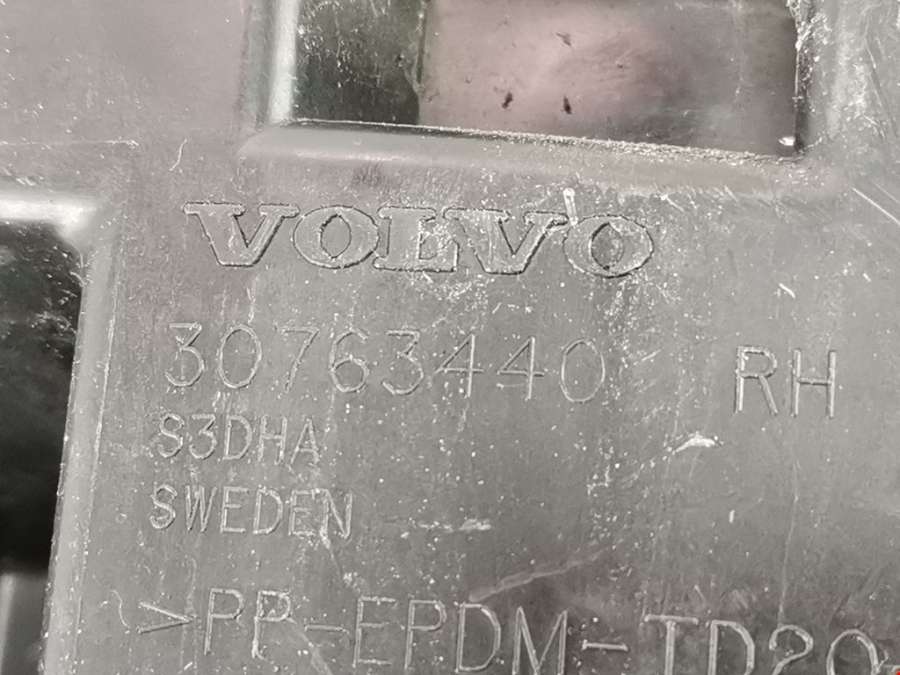 VOLVO
30763440 RH
S3DHA
SWEDEN
>PP-EPDM-TD20